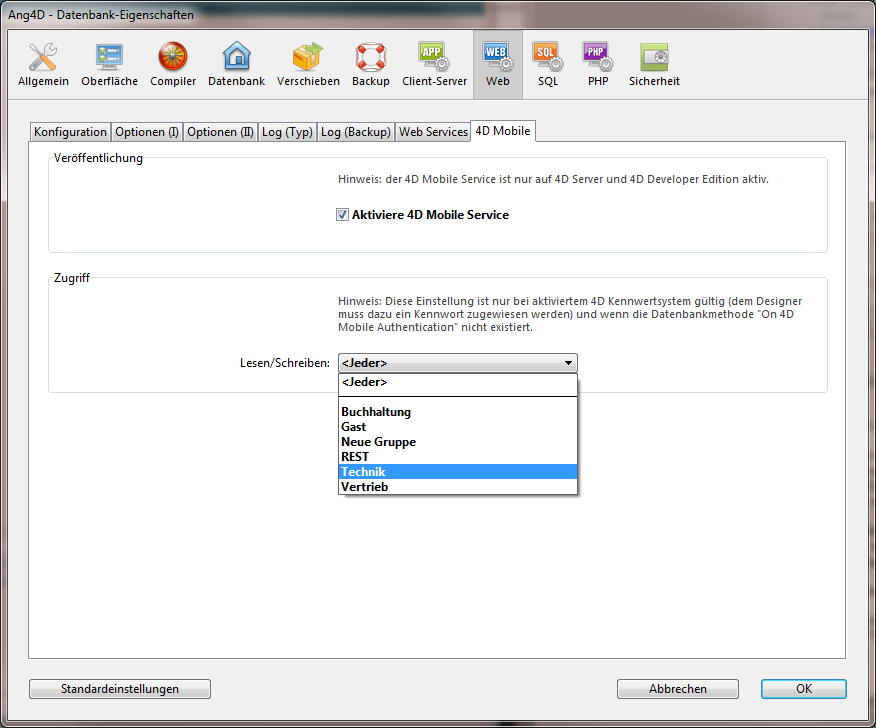 Ang4D - Datenbank-Eigenschaften
Allgemein Oberfläche Compiler Datenbank Verschieben Backup Client-Server Web SQL PHP Sicherheit
APP WEB SQL PHP
Konfiguration Optionen (I) Optionen (II) Log (Typ) Log (Backup) Web Services 4D Mobile
Veröffentlichung
Hinweis: der 4D Mobile Service ist nur auf 4D Server und 4D Developer Edition aktiv.
Aktiviere 4D Mobile Service
Zugriff
Hinweis: Diese Einstellung ist nur bei aktiviertem 4D Kennwertsystem gültig (dem Designer
muss dazu ein Kennwort zugewiesen werden) und wenn die Datenbankmethode "On 4D
Mobile Authentication" nicht existiert.
Lesen/Schreiben: <Jeder>
<Jeder>
Buchhaltung
Gast
Neue Gruppe
REST
Technik
Vertrieb
Standardeinstellungen Abbrechen OK